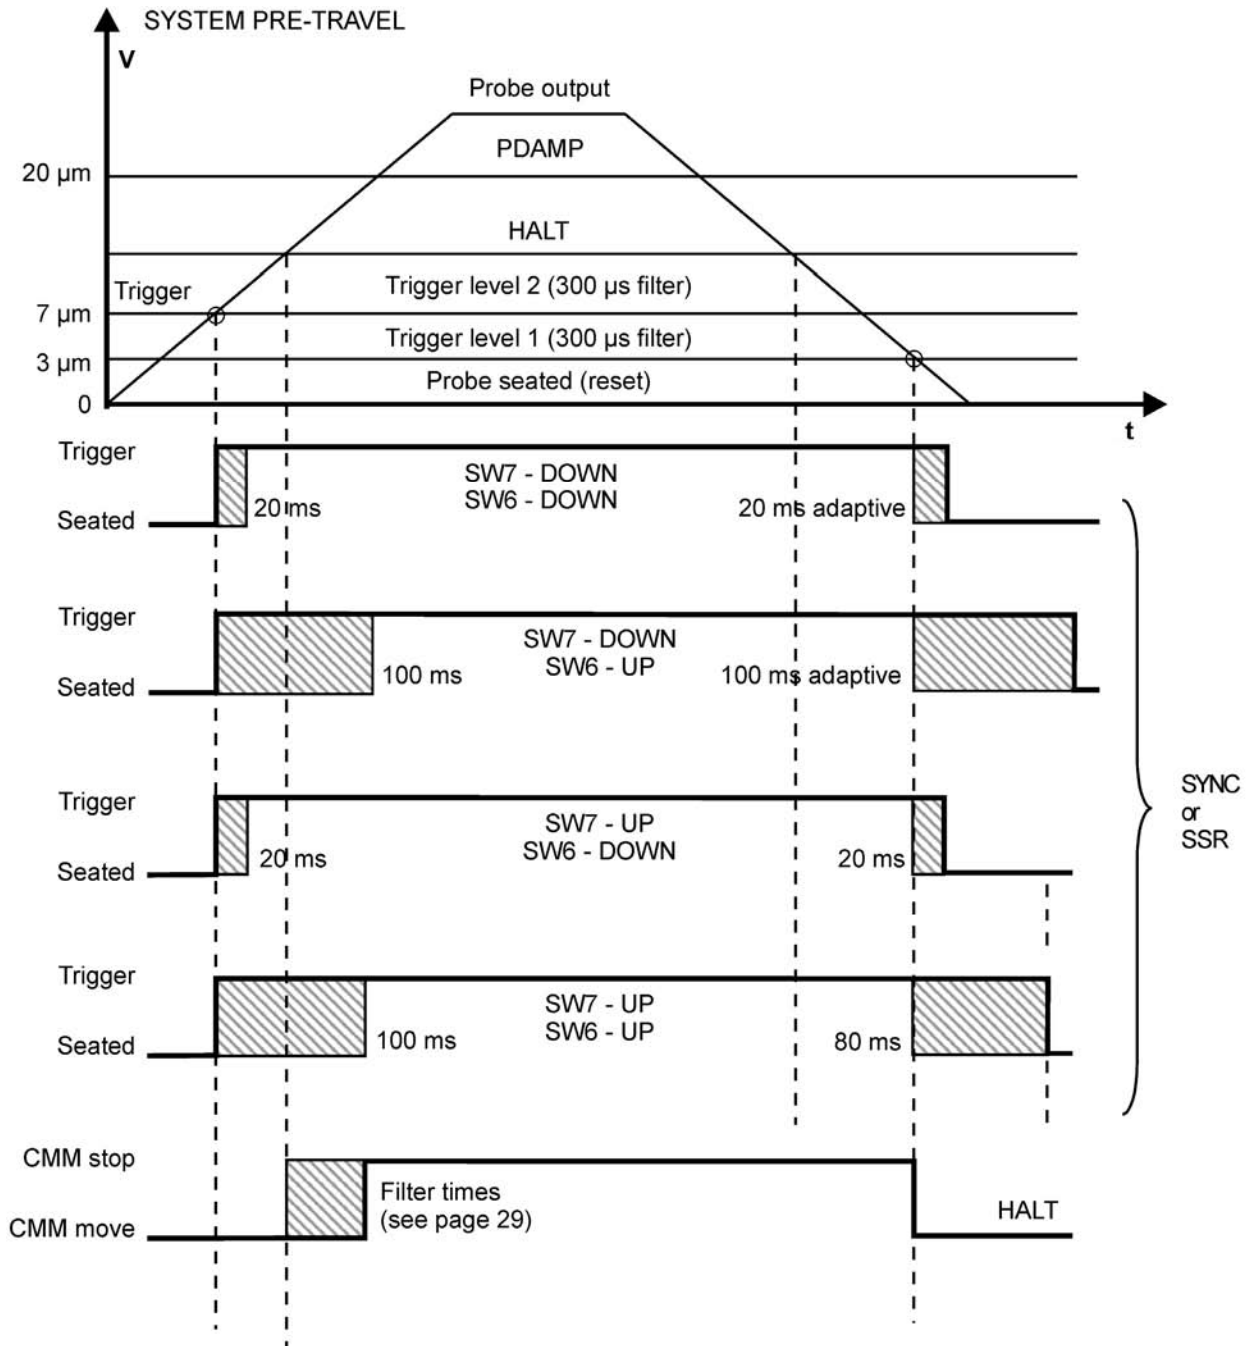 SYSTEM PRE-TRAVEL
V
Probe output
PDAMP
20 µm
HALT
Trigger
Trigger level 2 (300 µs filter)
7 µm
Trigger level 1 (300 µs filter)
3 µm
Probe seated (reset)
0
t
Trigger
SW7 - DOWN
SW6 - DOWN
Seated
20 ms
20 ms adaptive
Trigger
SW7 - DOWN
SW6 - UP
Seated
100 ms
100 ms adaptive
Trigger
SW7 - UP
SW6 - DOWN
Seated
20 ms
20 ms
SYNC
or
SSR
Trigger
SW7 - UP
SW6 - UP
Seated
100 ms
80 ms
CMM stop
Filter times
(see page 29)
CMM move
HALT